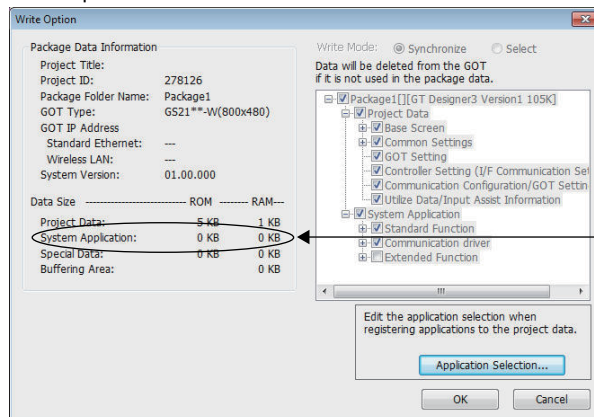 Write Option
Package Data Information
Project Title:
Project ID: 278126
Package Folder Name: Package1
GOT Type: GS21**-W(800x480)
GOT IP Address
Standard Ethernet: ---
Wireless LAN: ---
System Version: 01.00.000
Data Size ---------------------- ROM -------- RAM---
Project Data: 5 KB 1 KB
System Application: 0 KB 0 KB
Special Data: 0 KB 0 KB
Buffering Area:
Write Mode: Synchronize Select
Data will be deleted from the GOT
if it is not used in the package data.
Package1[][GT Designer3 Version1 105K]
Project Data
Base Screen
Common Settings
GOT Setting
Controller Setting (I/F Communication Set
Communication Configuration/GOT Settin
Utilize Data/Input Assist Information
System Application
Standard Function
Communication driver
Extended Function
Edit the application selection when
registering applications to the project data.
Application Selection...
OK Cancel